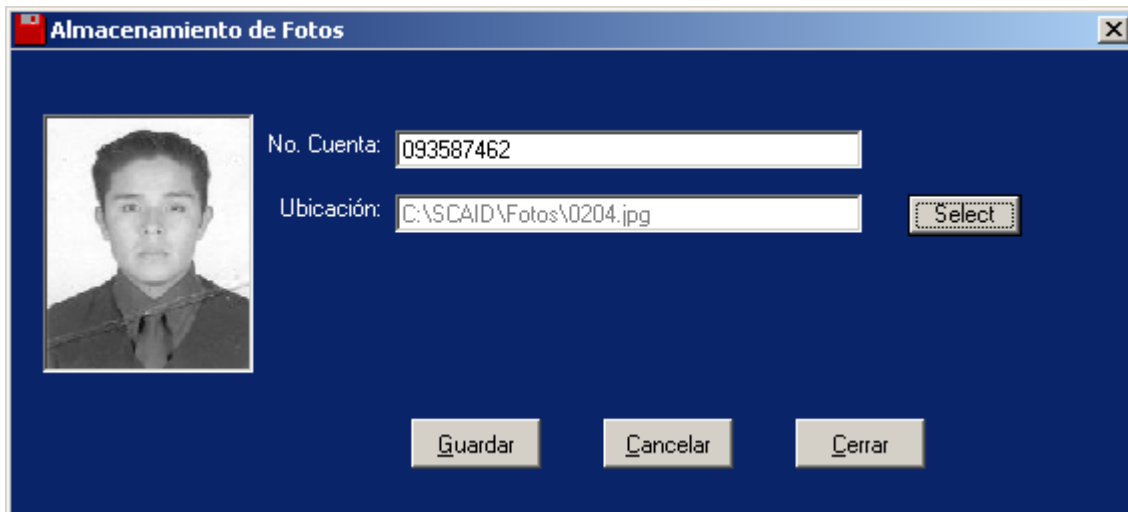 Almacenamiento de Fotos
No. Cuenta: 093587462
Ubicación: C:\SCAID\Fotos\0204.jpg Select
Guardar Cancelar Cerrar